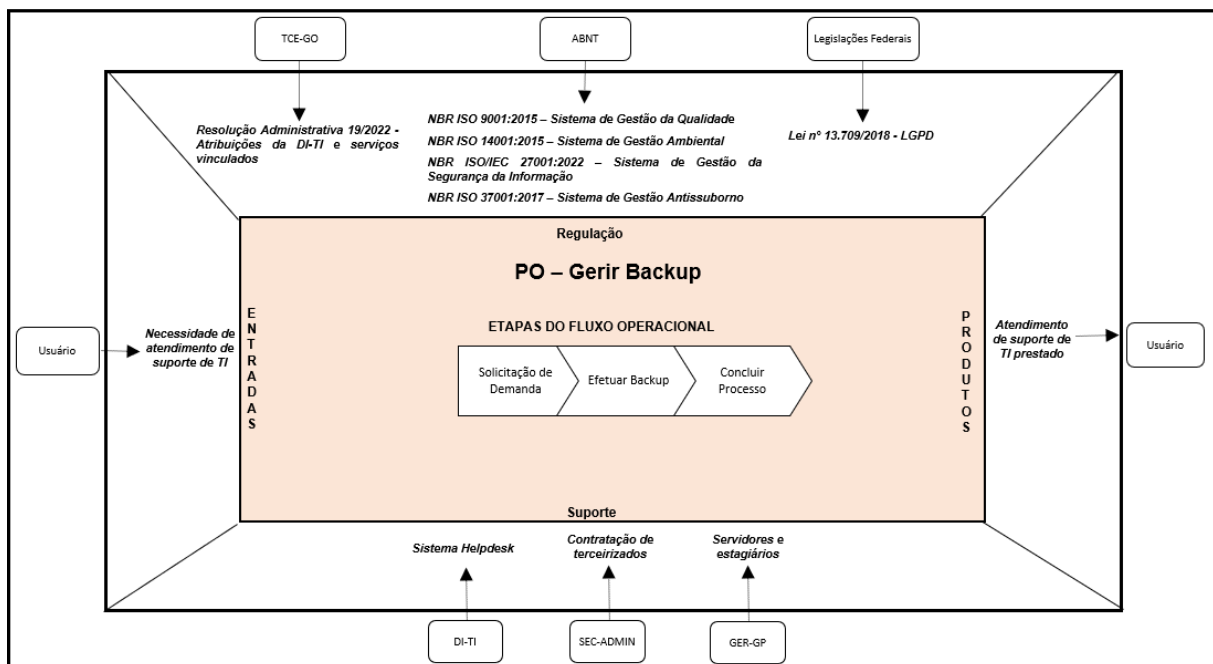 TCE-GO
ABNT
Legislações Federais
Resolução Administrativa 19/2022 -
Atribuições da DI-TI e serviços
vinculados
NBR ISO 9001:2015 – Sistema de Gestão da Qualidade
NBR ISO 14001:2015 – Sistema de Gestão Ambiental
NBR ISO/IEC 27001:2022 – Sistema de Gestão da
Segurança da Informação
NBR ISO 37001:2017 – Sistema de Gestão Antissuborno
Lei nº 13.709/2018 - LGPD
Regulação
PO – Gerir Backup
Usuário
Necessidade de
atendimento de
suporte de TI
ENTRADAS
ETAPAS DO FLUXO OPERACIONAL
Solicitação de
Demanda
Efetuar Backup
Concluir
Processo
PRODUTOS
Atendimento
de suporte de
TI prestado
Usuário
Suporte
Sistema Helpdesk
Contratação de
terceirizados
Servidores e
estagiários
DI-TI
SEC-ADMIN
GER-GP